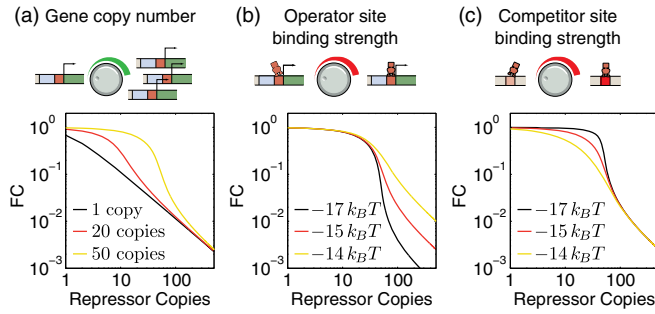 (a) Gene copy number
(b) Operator site
binding strength
(c) Competitor site
binding strength
10^0
10^-1
10^-2
10^-3
FC
1 copy
20 copies
50 copies
1 10 100
Repressor Copies
10^0
10^-1
10^-2
10^-3
FC
−17 k_BT
−15 k_BT
−14 k_BT
1 10 100
Repressor Copies
10^0
10^-1
10^-2
10^-3
FC
−17 k_BT
−15 k_BT
−14 k_BT
1 10 100
Repressor Copies